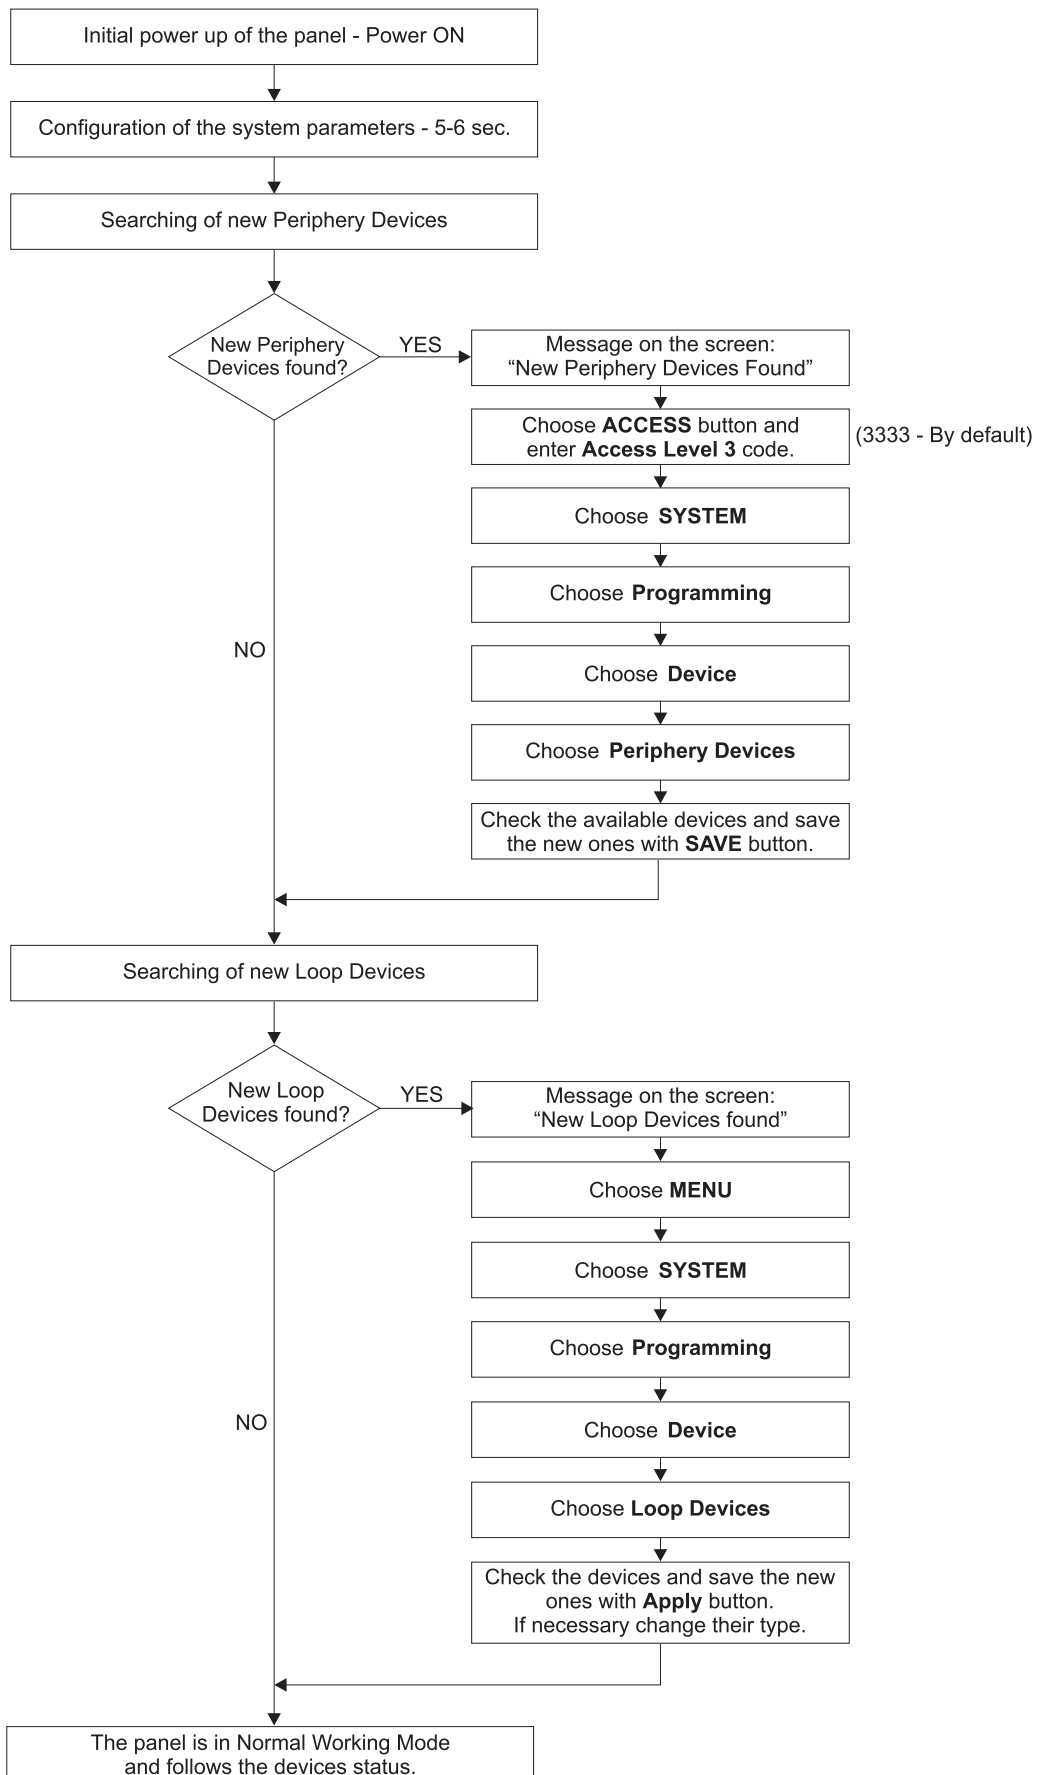 Initial power up of the panel - Power ON
Configuration of the system parameters - 5-6 sec.
Searching of new Periphery Devices
New Periphery
Devices found?
YES
Message on the screen:
“New Periphery Devices Found”
Choose ACCESS button and
enter Access Level 3 code.
(3333 - By default)
Choose SYSTEM
Choose Programming
Choose Device
Choose Periphery Devices
Check the available devices and save
the new ones with SAVE button.
NO
Searching of new Loop Devices
New Loop
Devices found?
YES
Message on the screen:
“New Loop Devices found”
Choose MENU
Choose SYSTEM
Choose Programming
Choose Device
Choose Loop Devices
Check the devices and save the new
ones with Apply button.
If necessary change their type.
NO
The panel is in Normal Working Mode
and follows the devices status.